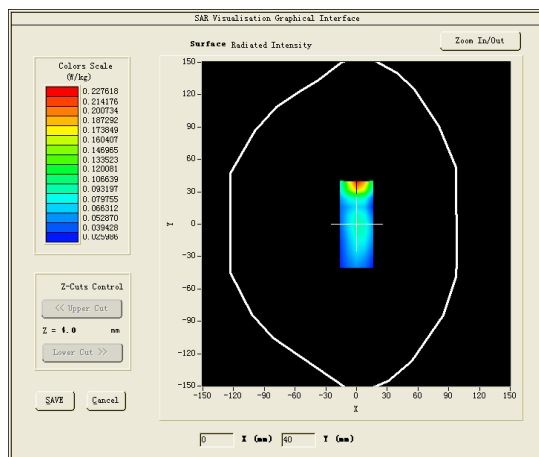 SAR Visualisation Graphical Interface
Surface Radiated Intensity
Zoom In/Out
Colors Scale
(W/kg)
0.227618
0.214176
0.200734
0.187292
0.173849
0.160407
0.146965
0.133523
0.120081
0.106639
0.093197
0.079755
0.066312
0.052870
0.039428
0.025986
Z-Cuts Control
<< Upper Cut
Z = 4.0 mm
Lower Cut >>
SAVE Cancel
150
120
90
60
30
0
-30
-60
-90
-120
-150
Y
-150 -120 -90 -60 -30 0 30 60 90 120 150
X
0 X (mm) 40 Y (mm)